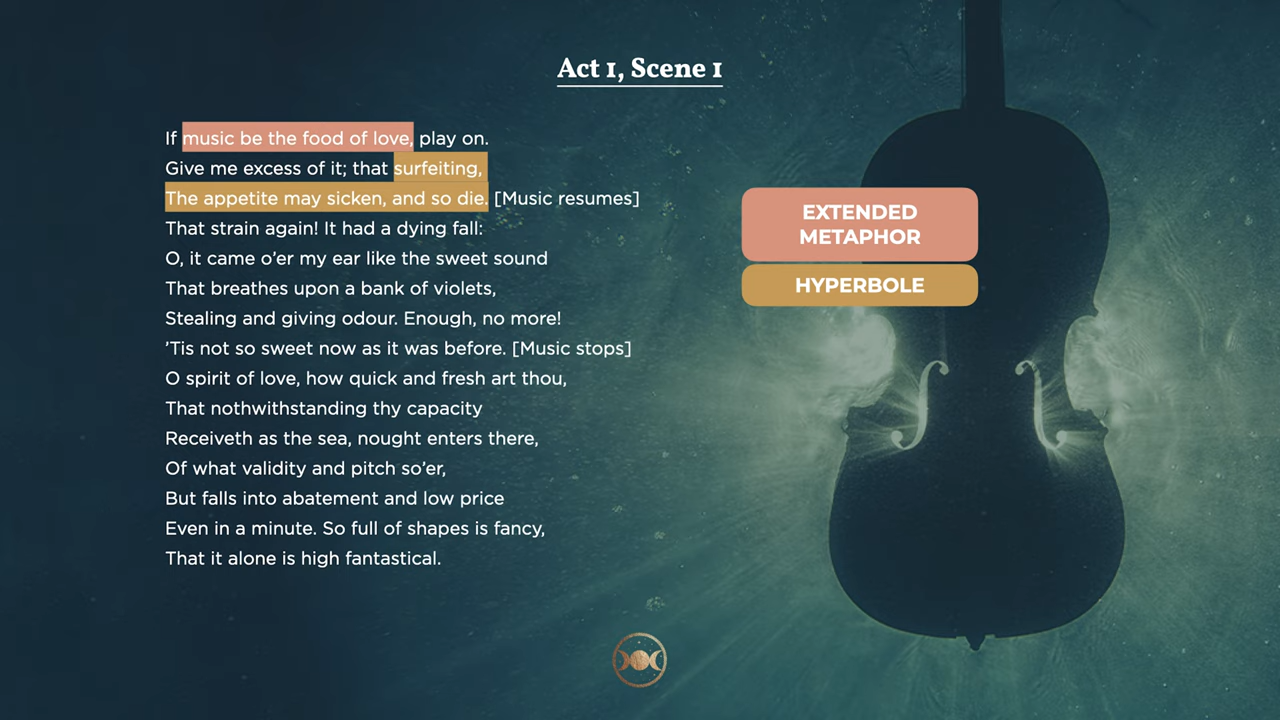 Act 1, Scene 1
If music be the food of love, play on.
Give me excess of it; that surfeiting,
The appetite may sicken, and so die. [Music resumes]
That strain again! It had a dying fall:
O, it came o’er my ear like the sweet sound
That breathes upon a bank of violets,
Stealing and giving odour. Enough, no more!
’Tis not so sweet now as it was before. [Music stops]
O spirit of love, how quick and fresh art thou,
That nothwithstanding thy capacity
Receiveth as the sea, nought enters there,
Of what validity and pitch so’er,
But falls into abatement and low price
Even in a minute. So full of shapes is fancy,
That it alone is high fantastical.
EXTENDED
METAPHOR
HYPERBOLE